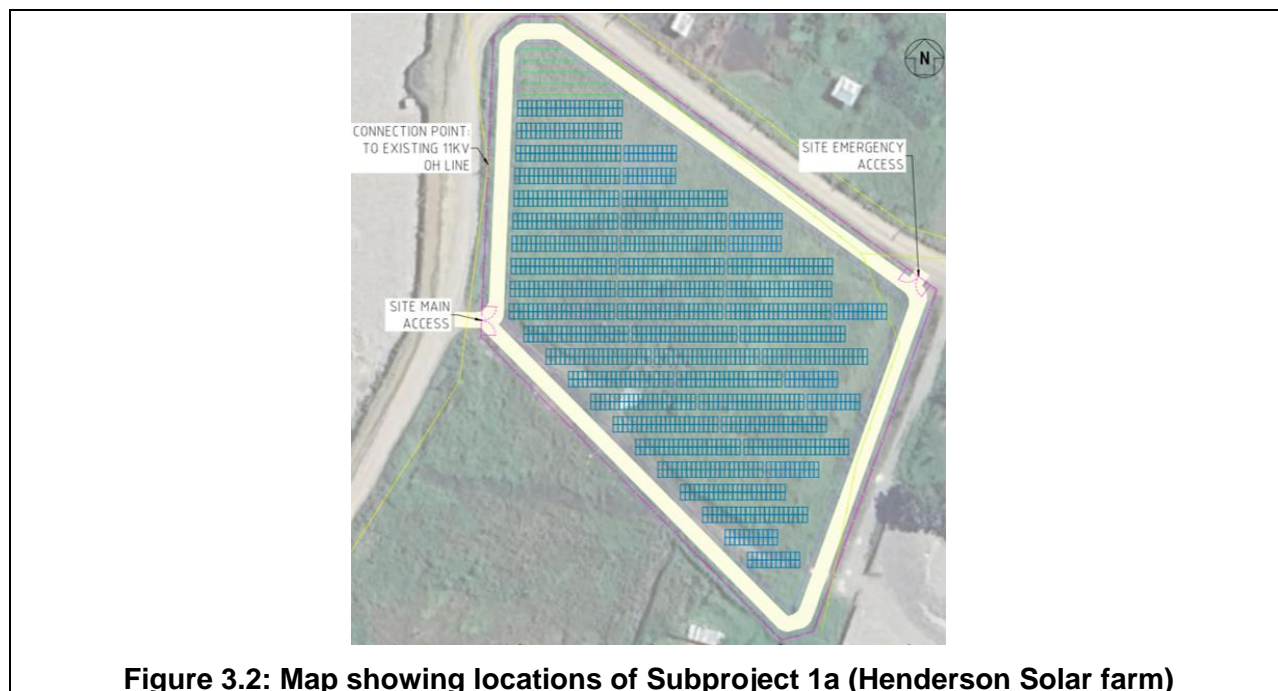 N
CONNECTION POINT:
TO EXISTING 11KV
OH LINE
SITE EMERGENCY
ACCESS
SITE MAIN
ACCESS
Figure 3.2: Map showing locations of Subproject 1a (Henderson Solar farm)